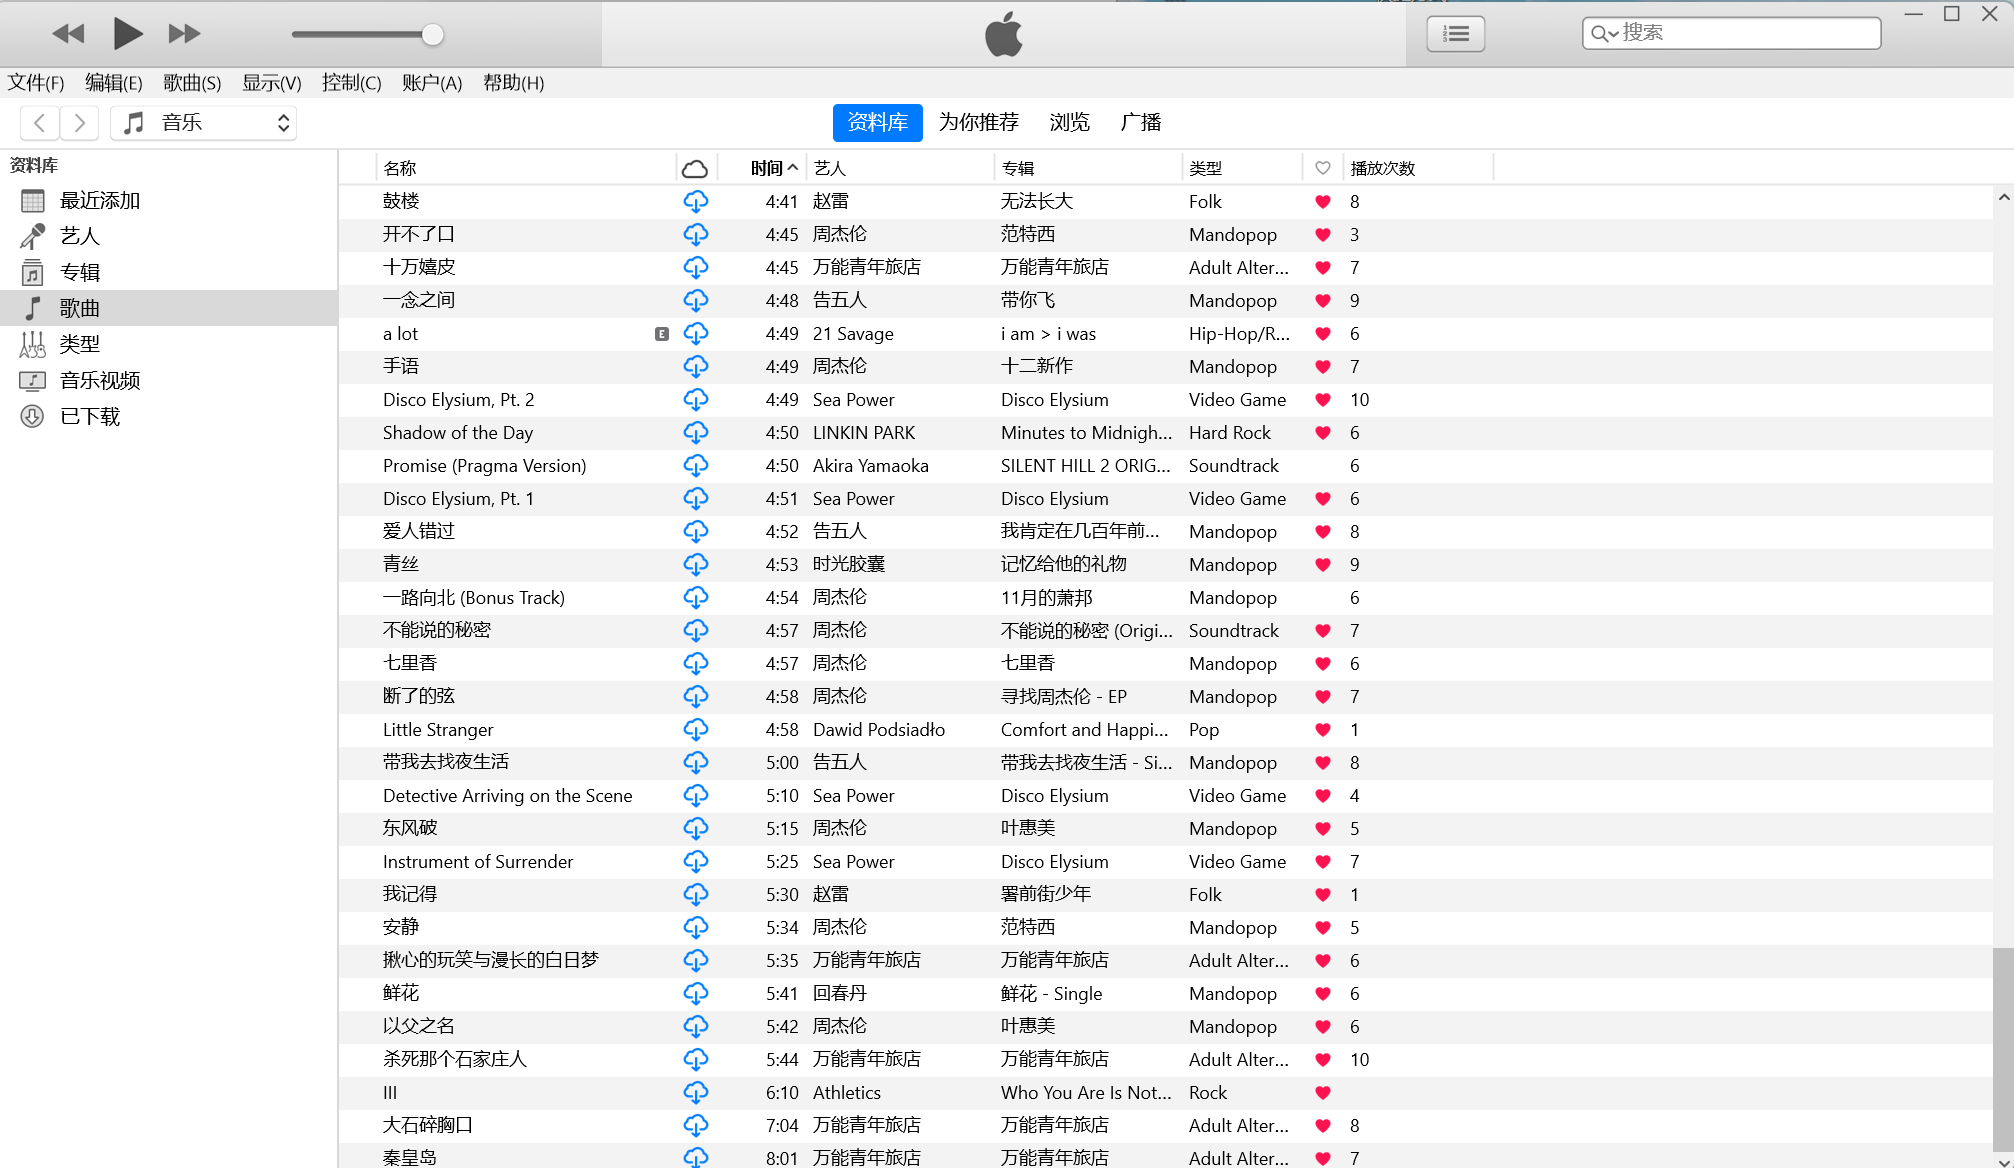 搜索
文件(F) 编辑(E) 歌曲(S) 显示(V) 控制(C) 账户(A) 帮助(H)
音乐 资料库 为你推荐 浏览 广播
资料库
最近添加
艺人
专辑
歌曲
类型
音乐视频
已下载
名称 时间 艺人 专辑 类型 播放次数
鼓楼 4:41 赵雷 无法长大 Folk 8
开不了口 4:45 周杰伦 范特西 Mandopop 3
十万嬉皮 4:45 万能青年旅店 万能青年旅店 Adult Alter... 7
一念之间 4:48 告五人 带你飞 Mandopop 9
a lot E 4:49 21 Savage i am > i was Hip-Hop/R... 6
手语 4:49 周杰伦 十二新作 Mandopop 7
Disco Elysium, Pt. 2 4:49 Sea Power Disco Elysium Video Game 10
Shadow of the Day 4:50 LINKIN PARK Minutes to Midnigh... Hard Rock 6
Promise (Pragma Version) 4:50 Akira Yamaoka SILENT HILL 2 ORIG... Soundtrack 6
Disco Elysium, Pt. 1 4:51 Sea Power Disco Elysium Video Game 6
爱人错过 4:52 告五人 我肯定在几百年前... Mandopop 8
青丝 4:53 时光胶囊 记忆给他的礼物 Mandopop 9
一路向北 (Bonus Track) 4:54 周杰伦 11月的萧邦 Mandopop 6
不能说的秘密 4:57 周杰伦 不能说的秘密 (Origi... Soundtrack 7
七里香 4:57 周杰伦 七里香 Mandopop 6
断了的弦 4:58 周杰伦 寻找周杰伦 - EP Mandopop 7
Little Stranger 4:58 Dawid Podsiadło Comfort and Happi... Pop 1
带我去找夜生活 5:00 告五人 带我去找夜生活 - Si... Mandopop 8
Detective Arriving on the Scene 5:10 Sea Power Disco Elysium Video Game 4
东风破 5:15 周杰伦 叶惠美 Mandopop 5
Instrument of Surrender 5:25 Sea Power Disco Elysium Video Game 7
我记得 5:30 赵雷 署前街少年 Folk 1
安静 5:34 周杰伦 范特西 Mandopop 5
揪心的玩笑与漫长的白日梦 5:35 万能青年旅店 万能青年旅店 Adult Alter... 6
鲜花 5:41 回春丹 鲜花 - Single Mandopop 6
以父之名 5:42 周杰伦 叶惠美 Mandopop 6
杀死那个石家庄人 5:44 万能青年旅店 万能青年旅店 Adult Alter... 10
III 6:10 Athletics Who You Are Is Not... Rock
大石碎胸口 7:04 万能青年旅店 万能青年旅店 Adult Alter... 8
秦皇岛 8:01 万能青年旅店 万能青年旅店 Adult Alter... 7